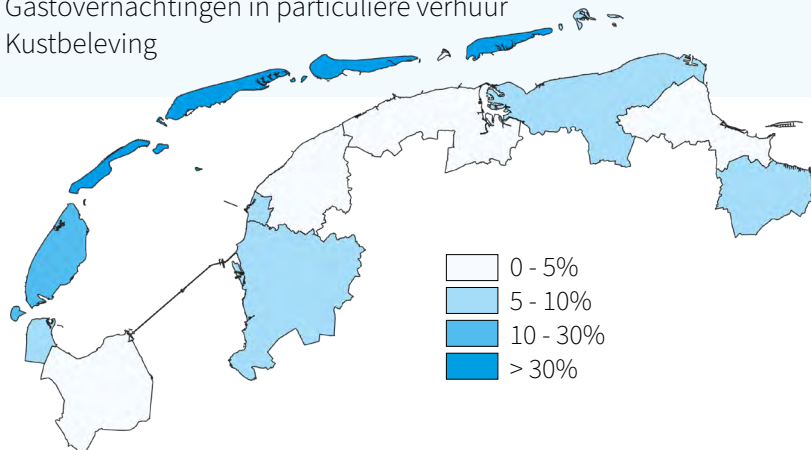 Gastovernachtingen in particuliere verhuur
Kustbeleving
0 - 5%
5 - 10%
10 - 30%
> 30%